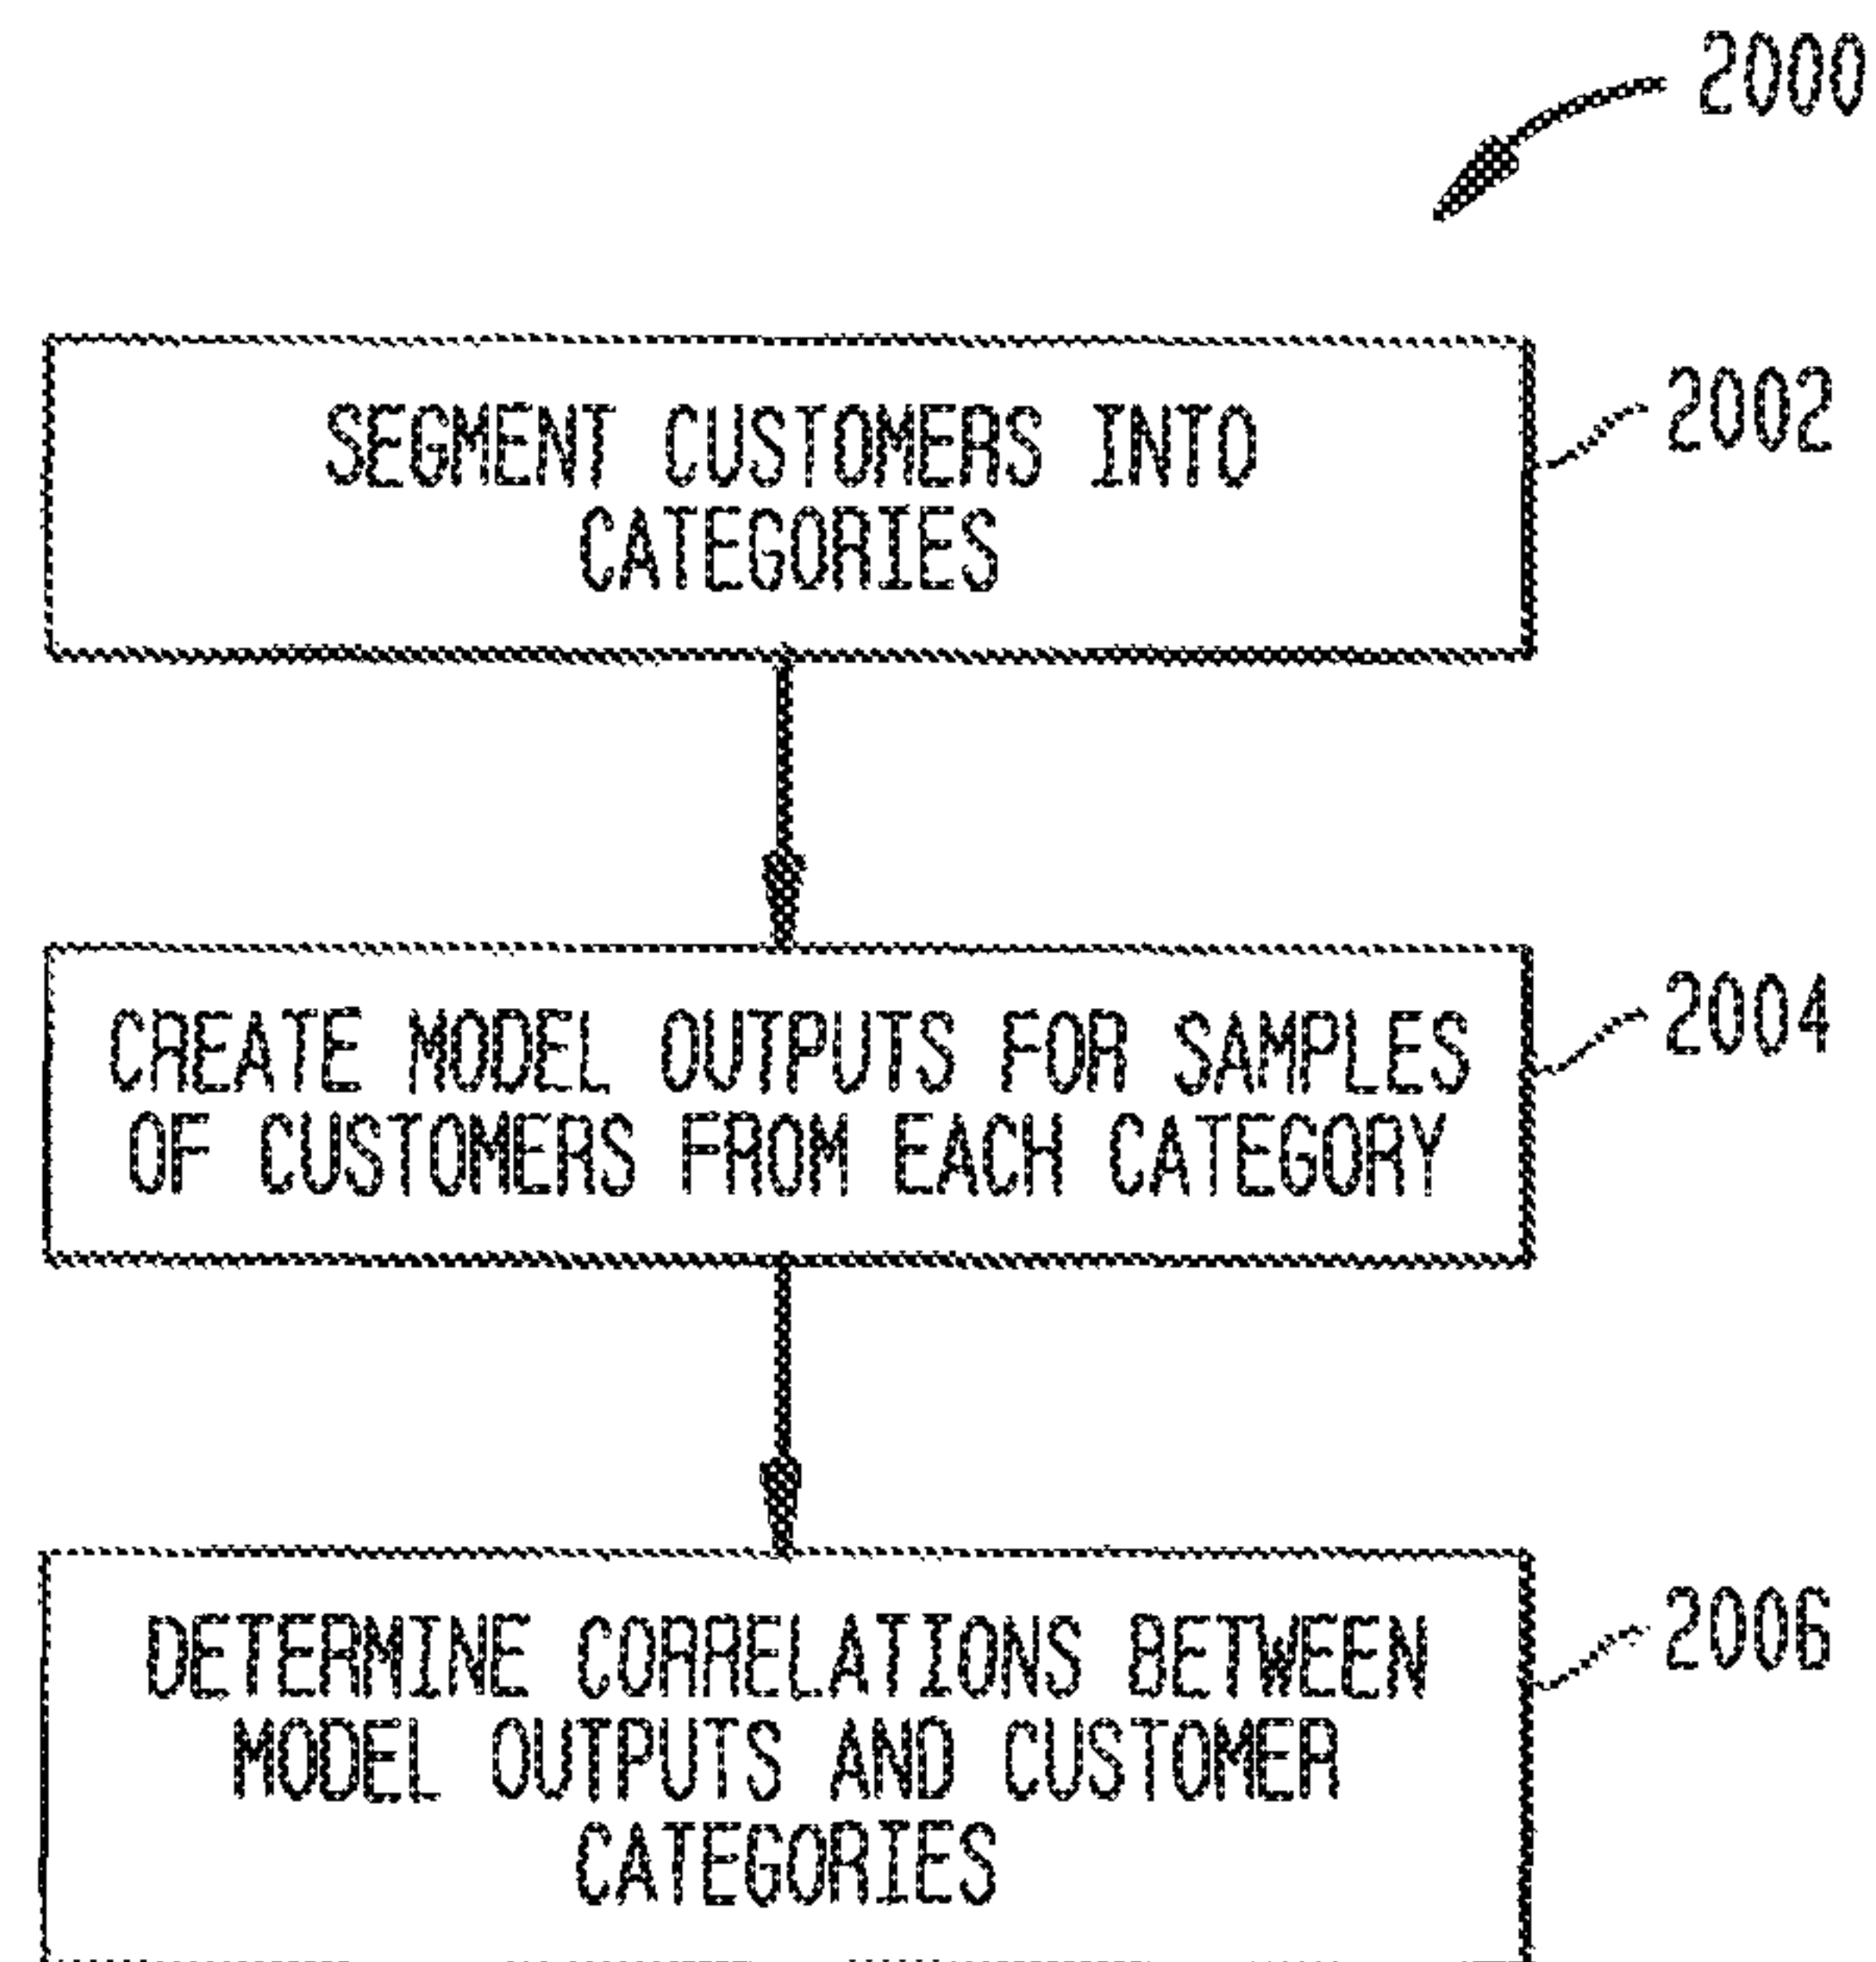 2000
SEGMENT CUSTOMERS INTO
CATEGORIES
2002
CREATE MODEL OUTPUTS FOR SAMPLES
OF CUSTOMERS FROM EACH CATEGORY
2004
DETERMINE CORRELATIONS BETWEEN
MODEL OUTPUTS AND CUSTOMER
CATEGORIES
2006